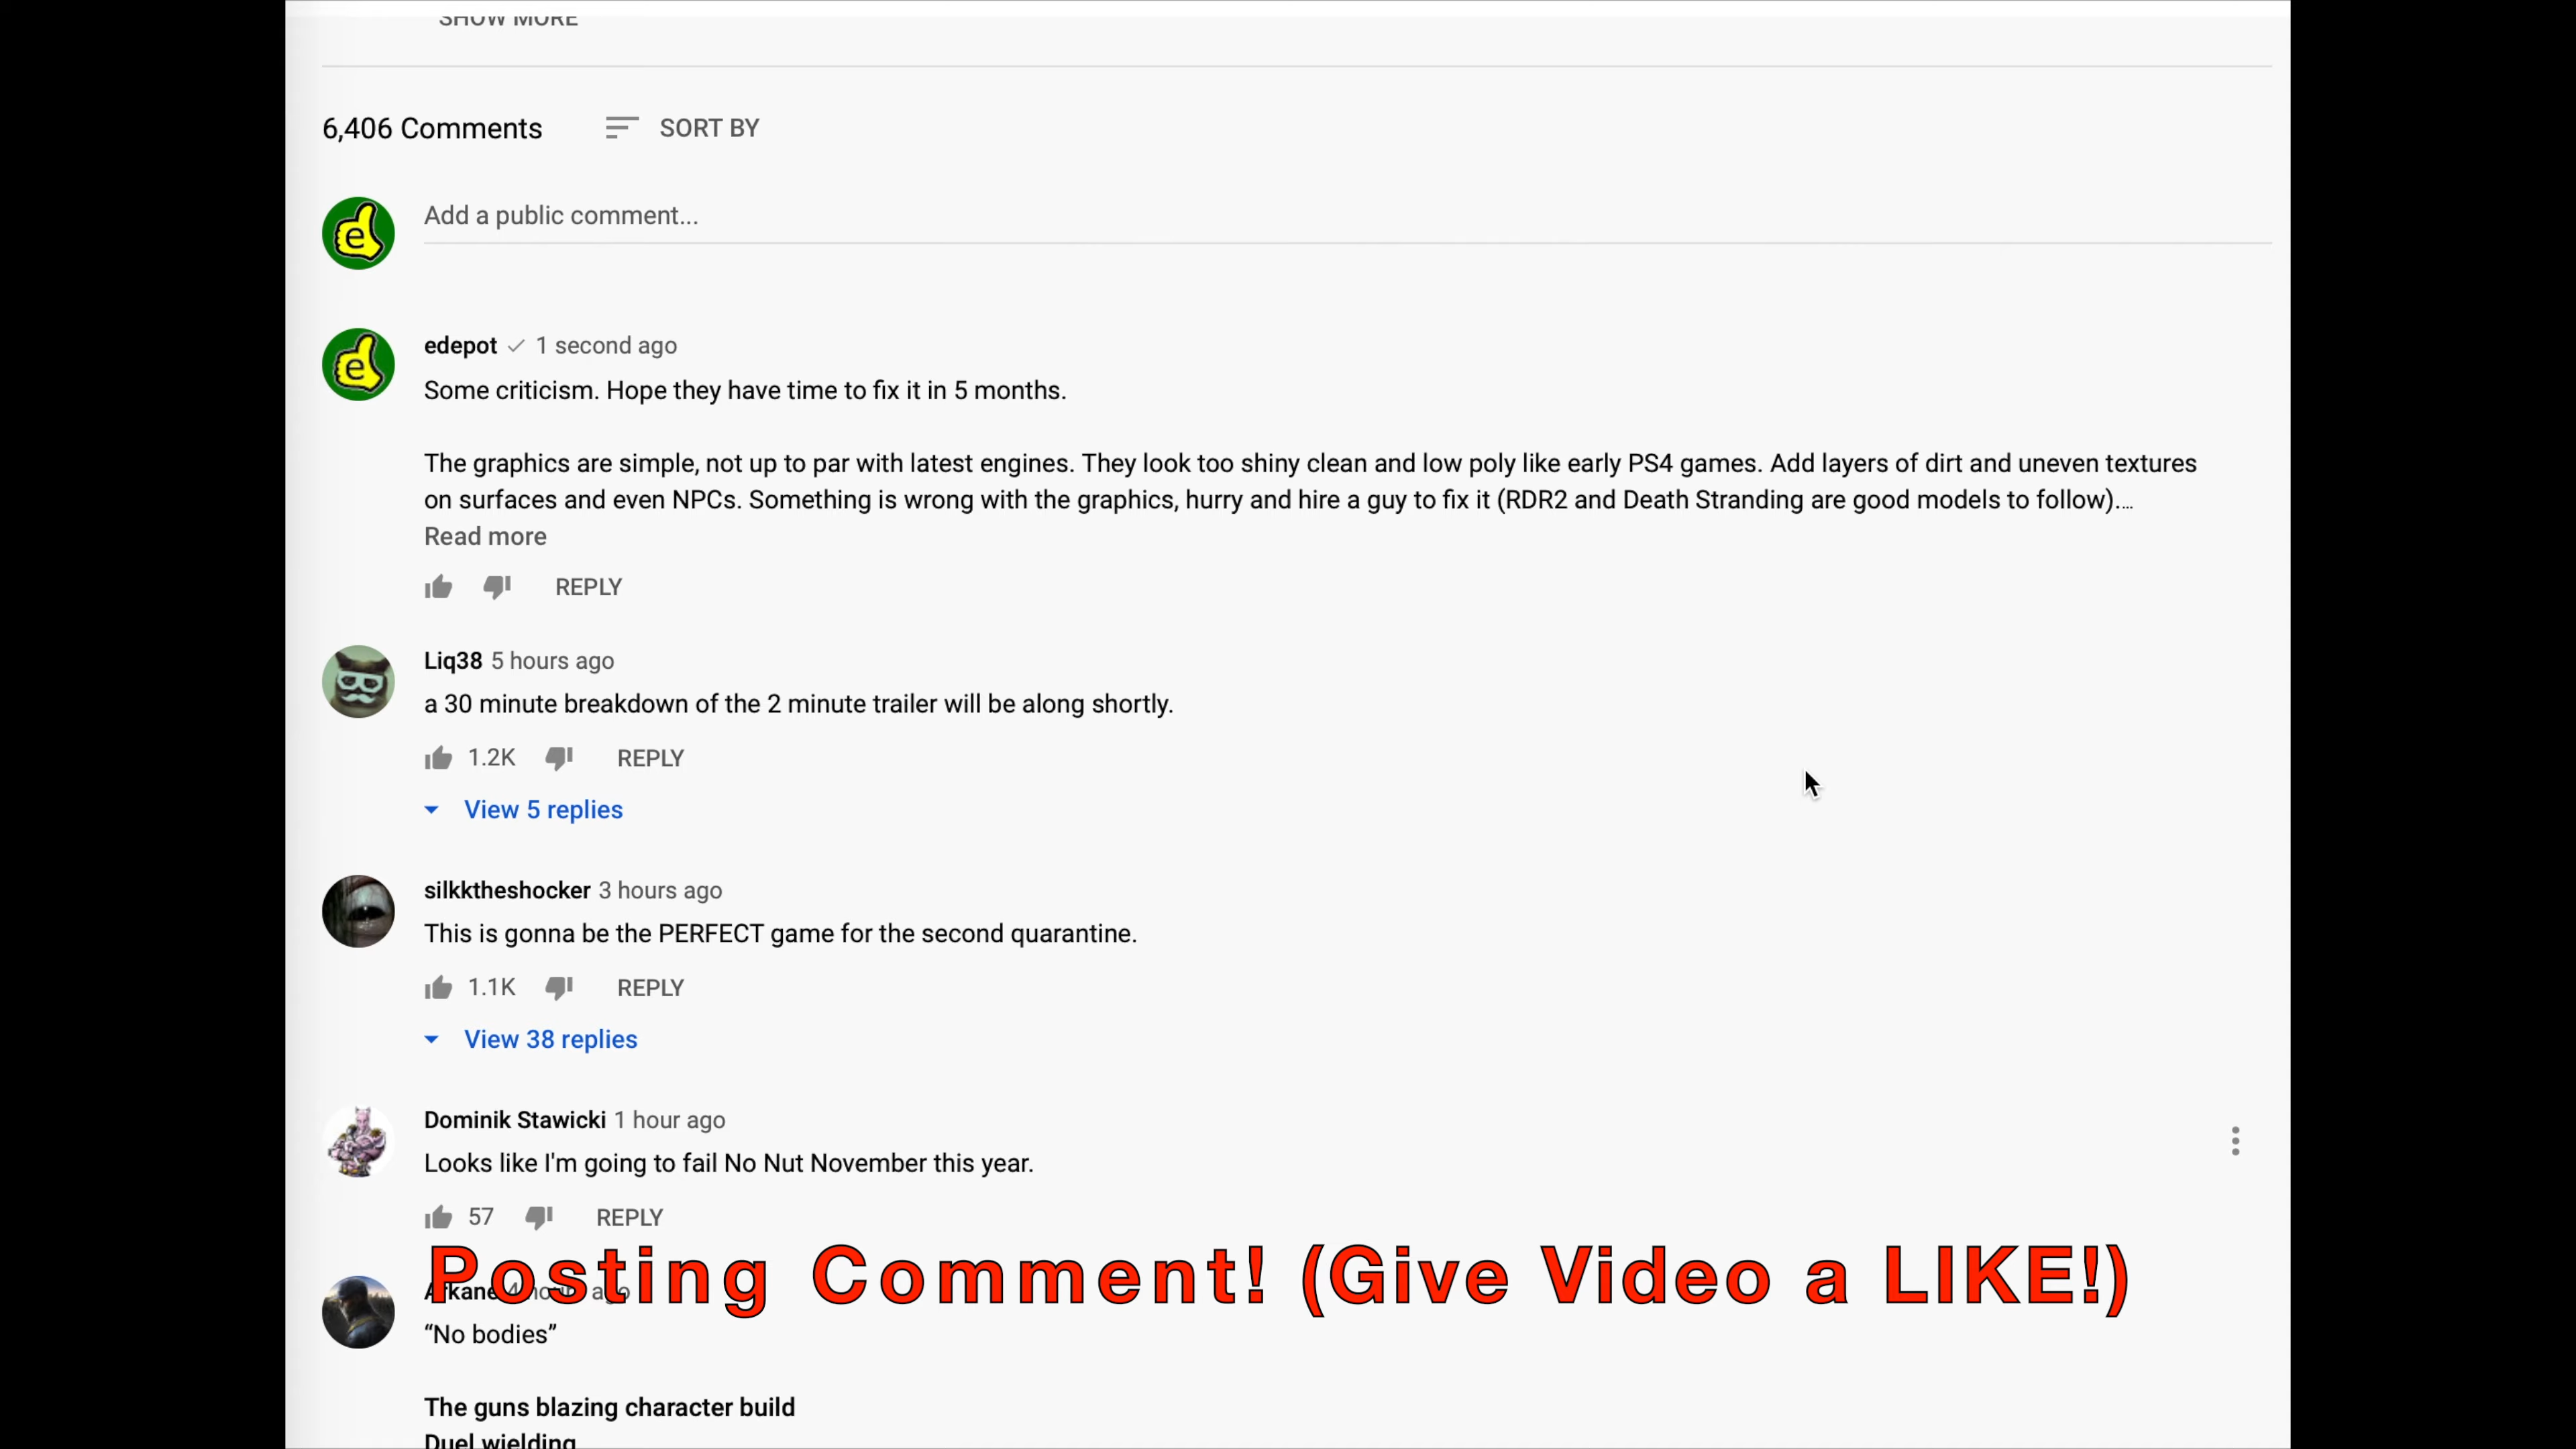 SHOW MORE
6,406 Comments SORT BY
Add a public comment...
edepot 1 second ago
Some criticism. Hope they have time to fix it in 5 months.
The graphics are simple, not up to par with latest engines. They look too shiny clean and low poly like early PS4 games. Add layers of dirt and uneven textures
on surfaces and even NPCs. Something is wrong with the graphics, hurry and hire a guy to fix it (RDR2 and Death Stranding are good models to follow)....
Read more
REPLY
Liq38 5 hours ago
a 30 minute breakdown of the 2 minute trailer will be along shortly.
1.2K REPLY
View 5 replies
silkktheshocker 3 hours ago
This is gonna be the PERFECT game for the second quarantine.
1.1K REPLY
View 38 replies
Dominik Stawicki 1 hour ago
Looks like I'm going to fail No Nut November this year.
57 REPLY
Posting Comment! (Give Video a LIKE!)
Arkane 4 hours ago
“No bodies”
The guns blazing character build
Duel wielding